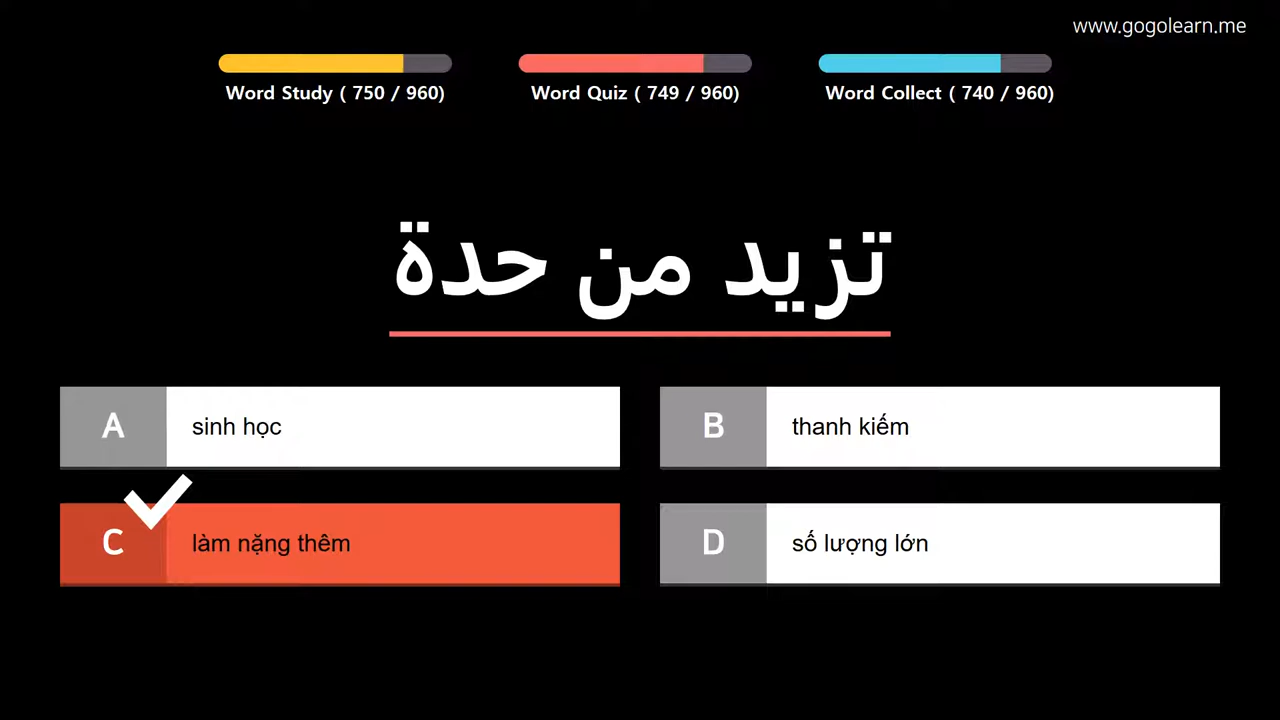 www.gogolearn.me
Word Study ( 750 / 960)
Word Quiz ( 749 / 960)
Word Collect ( 740 / 960)
تزيد من حدة
A
sinh học
B
thanh kiếm
C
làm nặng thêm
D
số lượng lớn